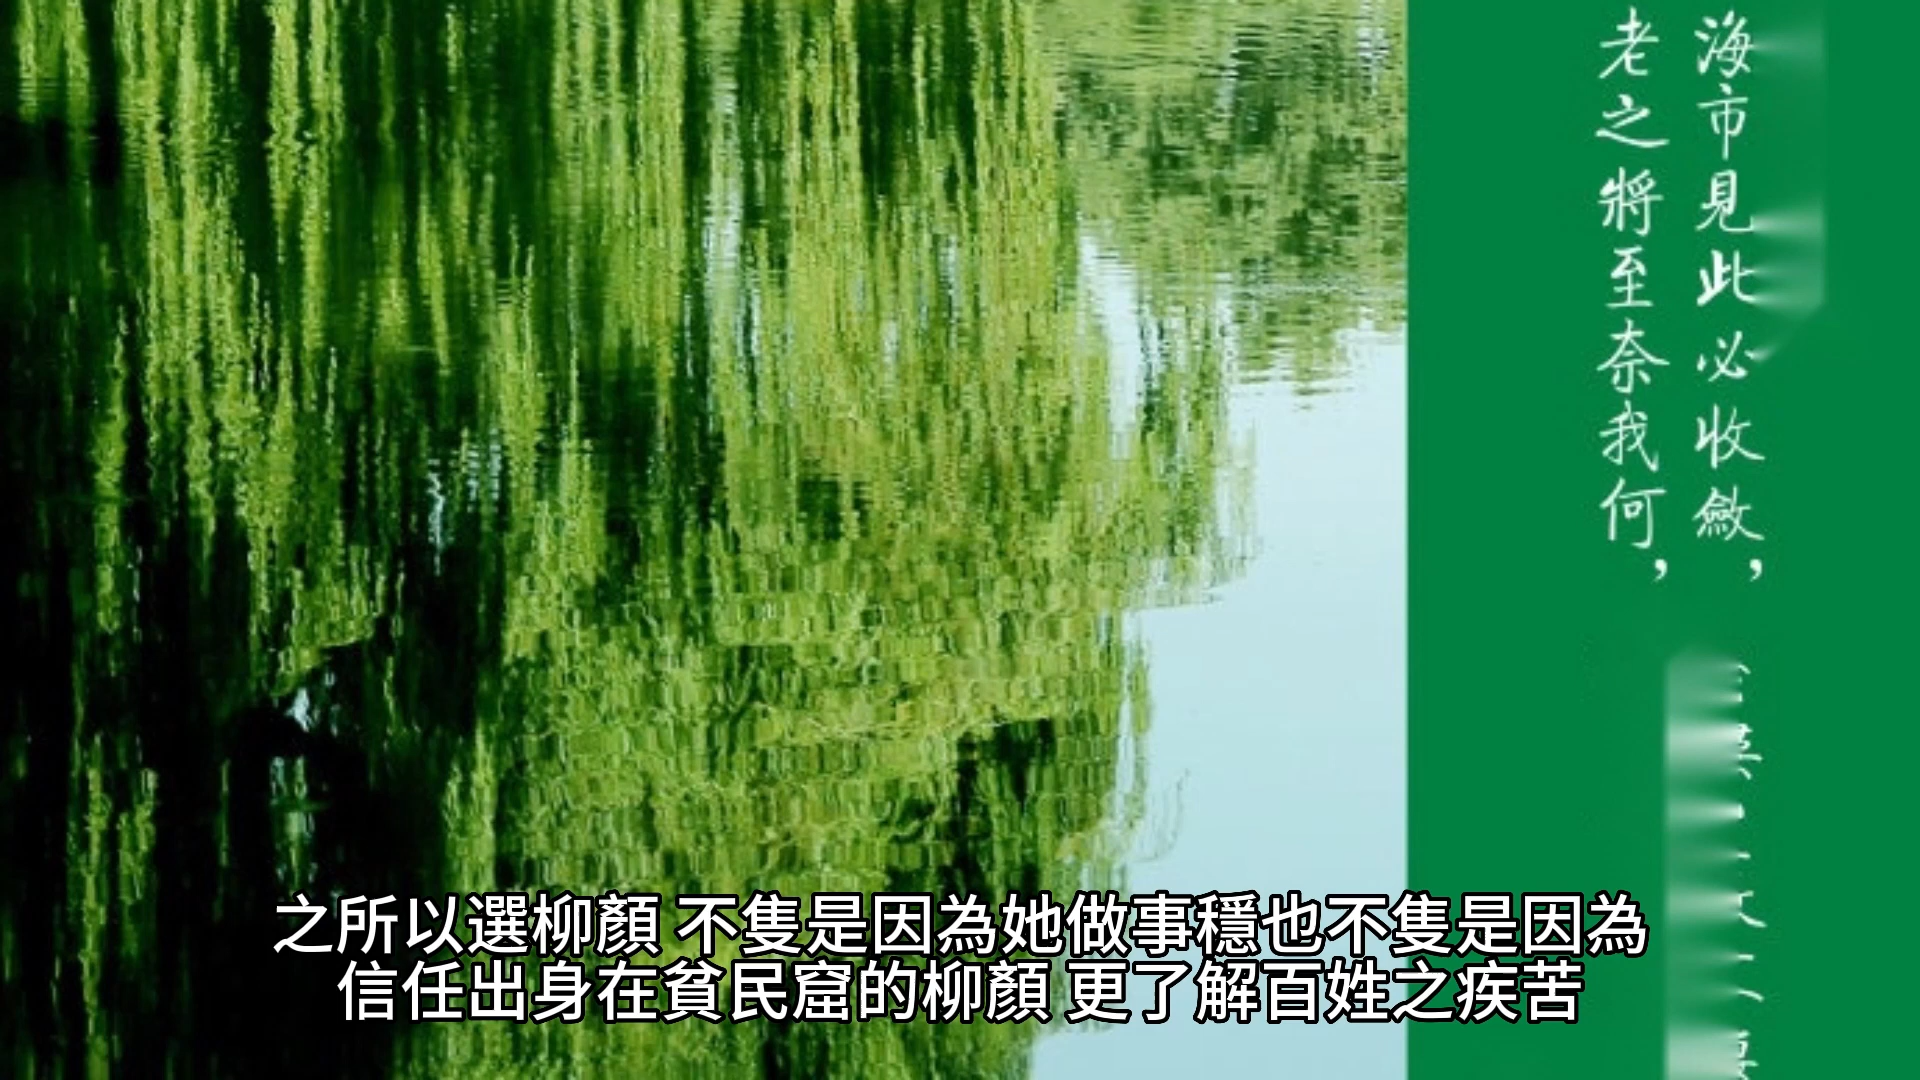 海市見此必收斂，
老之將至奈我何，
之所以選柳顏 不隻是因為她做事穩也不隻是因為
信任出身在貧民窟的柳顏 更了解百姓之疾苦